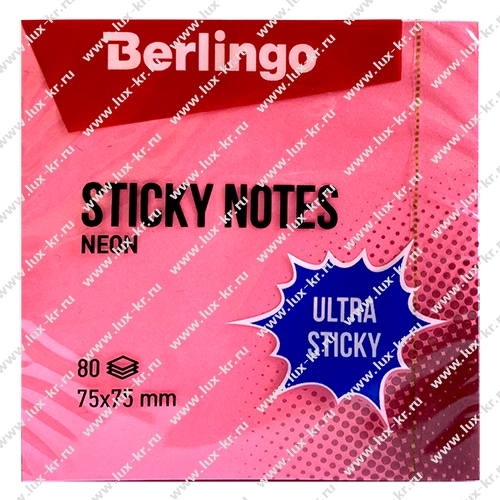 Berlingo
STICKY NOTES
NEON
ULTRA
STICKY
80
75x75 mm
www.lux-kr.ru